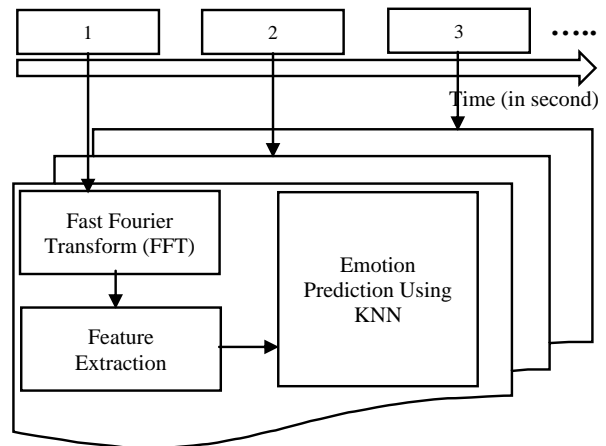 1 2 3 .....
Time (in second)
Fast Fourier
Transform (FFT)
Emotion
Prediction Using
KNN
Feature
Extraction